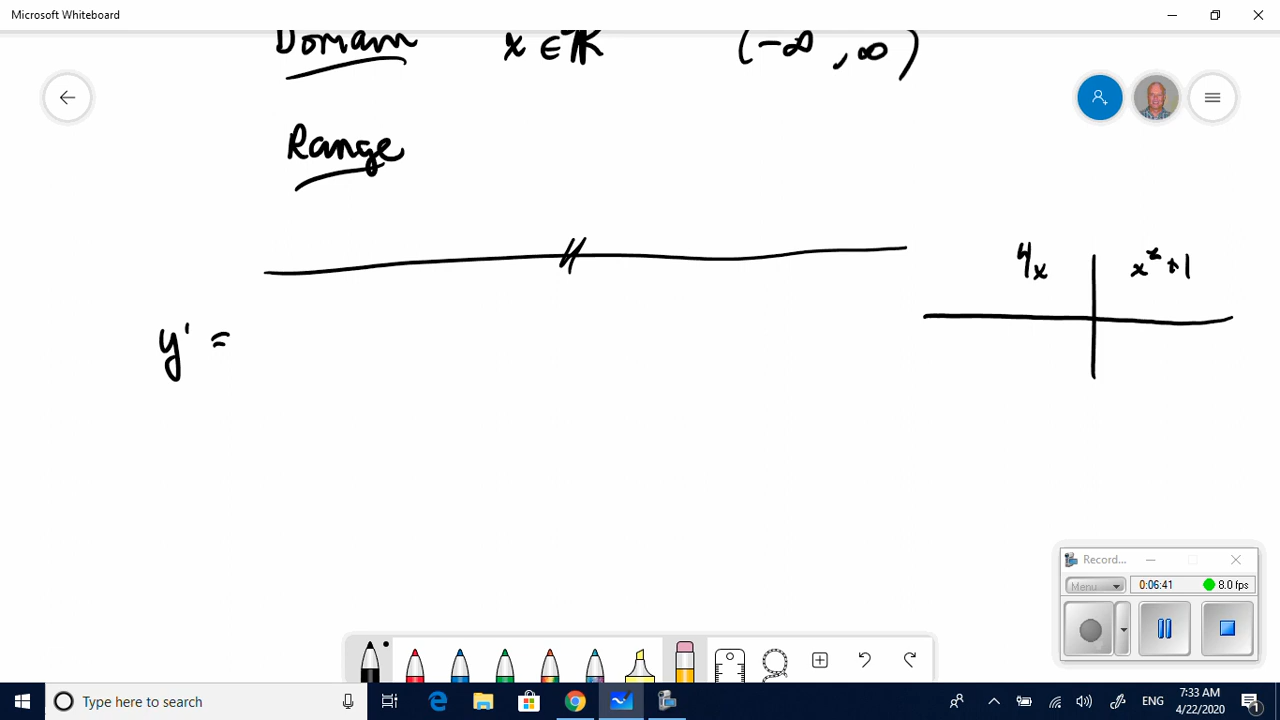 Microsoft Whiteboard
Domain x ∈ ℝ (-∞, ∞)
Range
4x x² + 1
y' =
Record...
Menu 0:06:41 8.0 fps
Type here to search
ENG
7:33 AM
4/22/2020
1